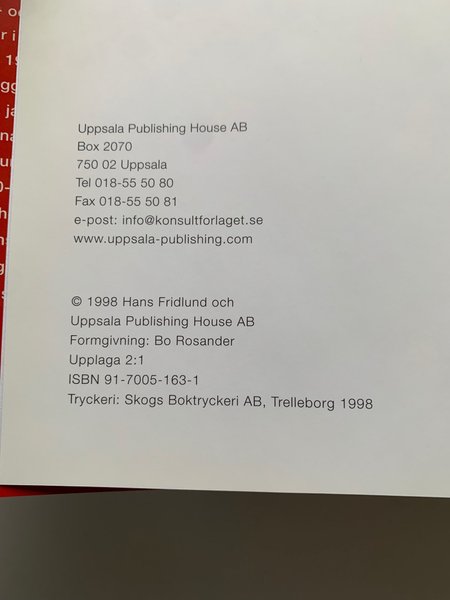 Uppsala Publishing House AB
Box 2070
750 02 Uppsala
Tel 018-55 50 80
Fax 018-55 50 81
e-post: info@konsultforlaget.se
www.uppsala-publishing.com
© 1998 Hans Fridlund och
Uppsala Publishing House AB
Formgivning: Bo Rosander
Upplaga 2:1
ISBN 91-7005-163-1
Tryckeri: Skogs Boktryckeri AB, Trelleborg 1998